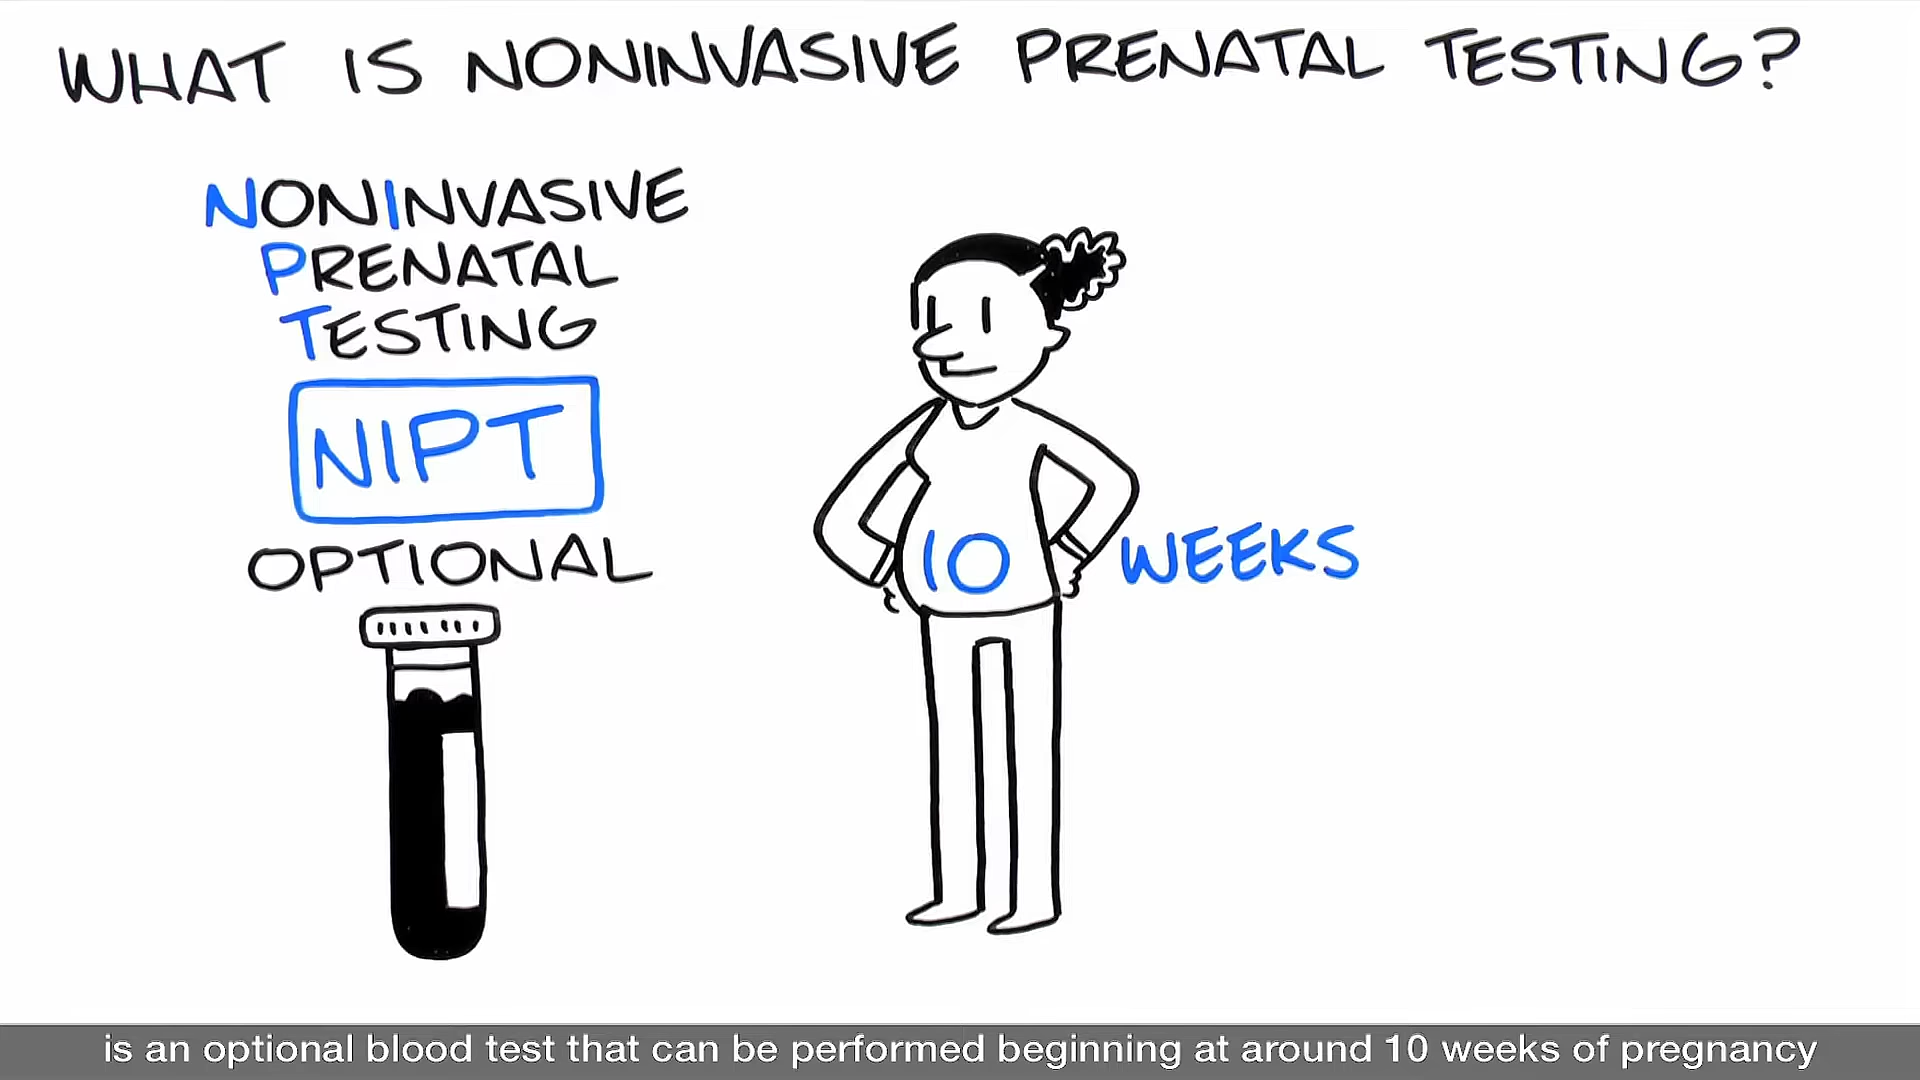 WHAT IS NONINVASIVE PRENATAL TESTING?
NONINVASIVE
PRENATAL
TESTING
NIPT
OPTIONAL
10 WEEKS
is an optional blood test that can be performed beginning at around 10 weeks of pregnancy